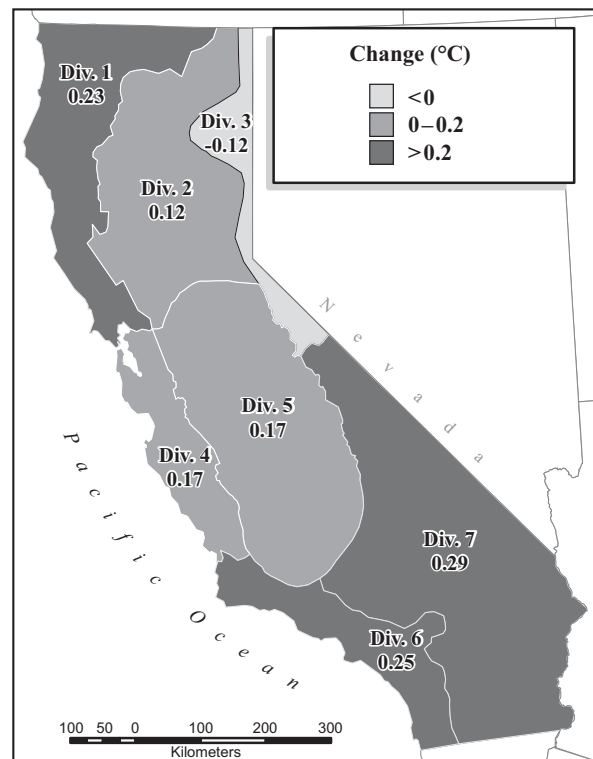 Change (°C)
<0
0–0.2
>0.2
Div. 1
0.23
Div. 3
-0.12
Div. 2
0.12
Nevada
Div. 5
0.17
Div. 4
0.17
Pacific Ocean
Div. 7
0.29
Div. 6
0.25
100 50 0 100 200 300
Kilometers